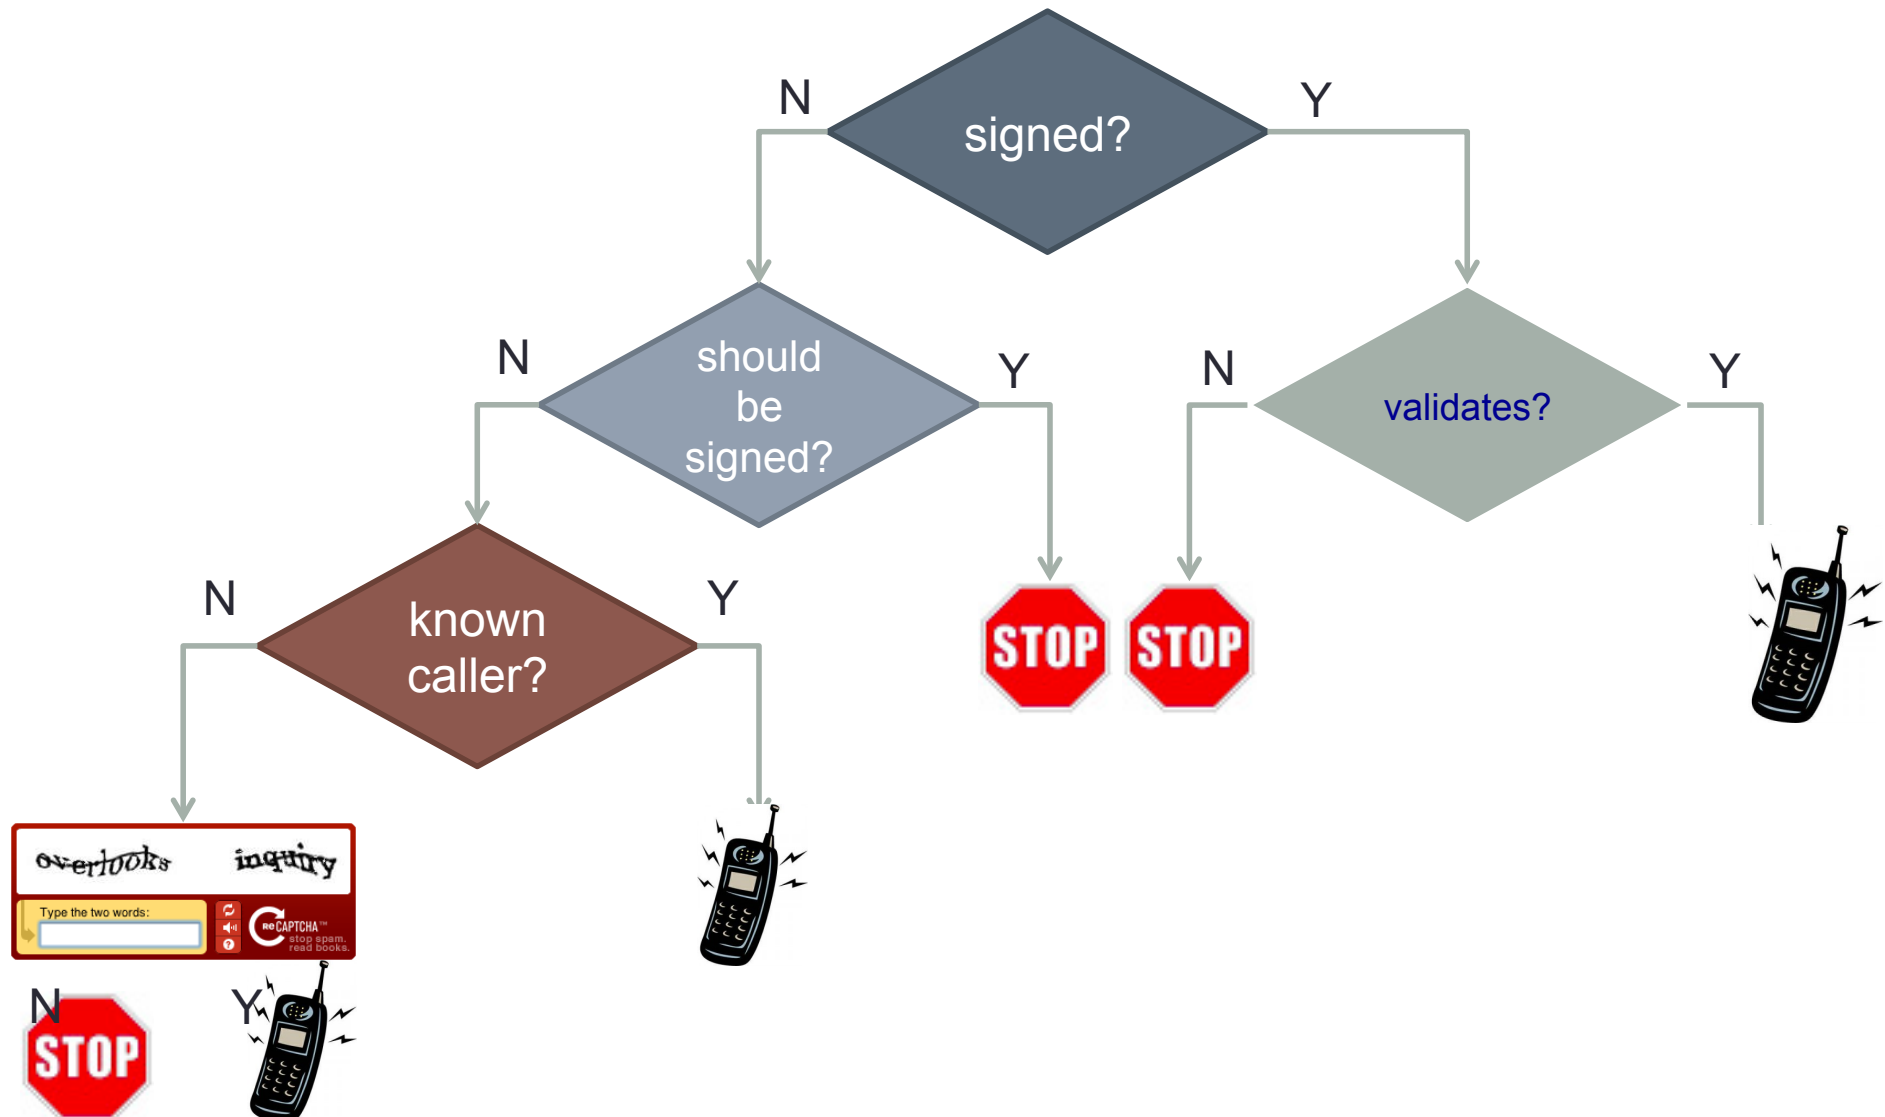 N
signed?
Y
N
should
be
signed?
Y
N
validates?
Y
N
known
caller?
Y
STOP
STOP
overlooks inquiry
Type the two words:
reCAPTCHA™
stop spam.
read books.
N
Y
STOP